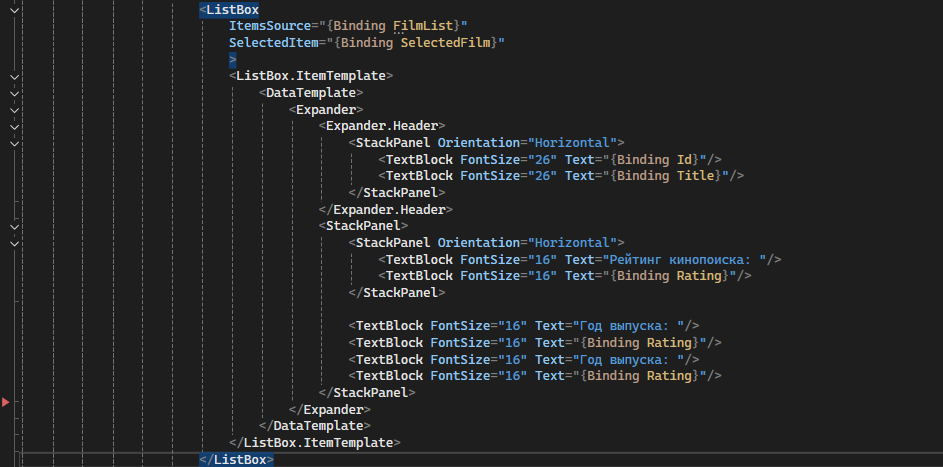 <ListBox
ItemsSource="{Binding FilmList}"
SelectedItem="{Binding SelectedFilm}"
>
<ListBox.ItemTemplate>
<DataTemplate>
<Expander>
<Expander.Header>
<StackPanel Orientation="Horizontal">
<TextBlock FontSize="26" Text="{Binding Id}"/>
<TextBlock FontSize="26" Text="{Binding Title}"/>
</StackPanel>
</Expander.Header>
<StackPanel>
<StackPanel Orientation="Horizontal">
<TextBlock FontSize="16" Text="Рейтинг кинопоиска: "/>
<TextBlock FontSize="16" Text="{Binding Rating}"/>
</StackPanel>
<TextBlock FontSize="16" Text="Год выпуска: "/>
<TextBlock FontSize="16" Text="{Binding Rating}"/>
<TextBlock FontSize="16" Text="Год выпуска: "/>
<TextBlock FontSize="16" Text="{Binding Rating}"/>
</StackPanel>
</Expander>
</DataTemplate>
</ListBox.ItemTemplate>
</ListBox>